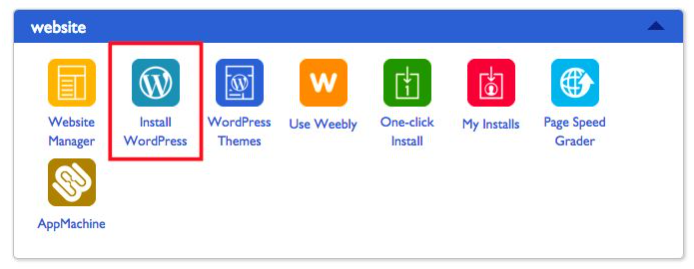 website
Website
Manager
Install
WordPress
WordPress
Themes
Use Weebly
One-click
Install
My Installs
Page Speed
Grader
AppMachine